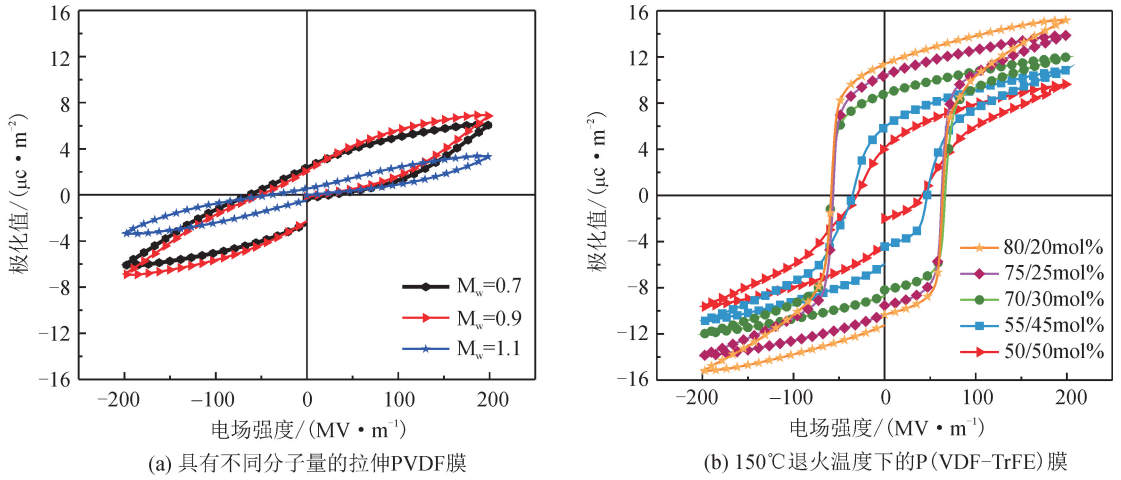 16
12
8
4
0
−4
−8
−12
−16
极化值/(μc·m⁻²)
M_w=0.7
M_w=0.9
M_w=1.1
−200 −100 0 100 200
电场强度/(MV·m⁻¹)
(a) 具有不同分子量的拉伸PVDF膜
16
12
8
4
0
−4
−8
−12
−16
极化值/(μc·m⁻²)
80/20mol%
75/25mol%
70/30mol%
55/45mol%
50/50mol%
−200 −100 0 100 200
电场强度/(MV·m⁻¹)
(b) 150℃退火温度下的P(VDF−TrFE)膜